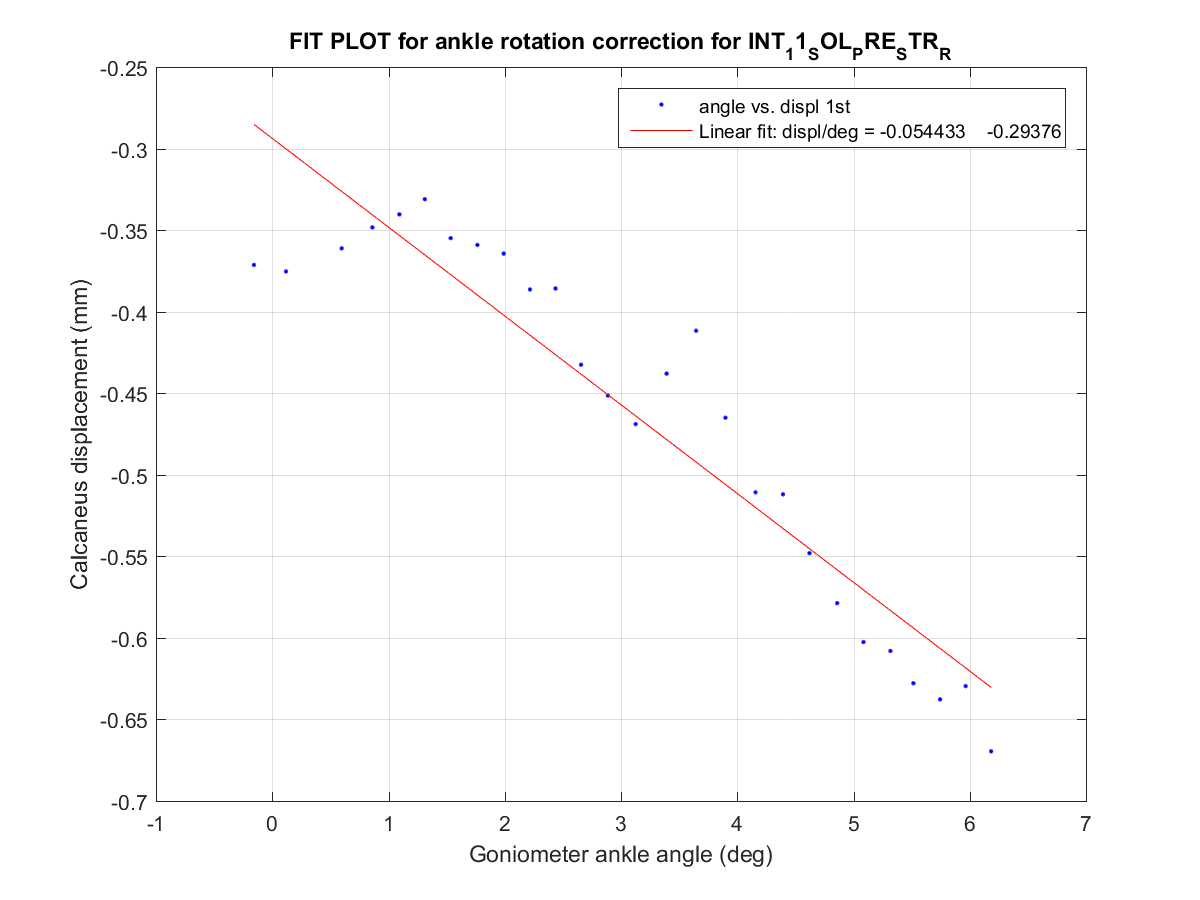 FIT PLOT for ankle rotation correction for INT₁1ₛOLₚREₛTRᵣ
angle vs. displ 1st
Linear fit: displ/deg = -0.054433 -0.29376
-0.25
-0.3
-0.35
-0.4
-0.45
-0.5
-0.55
-0.6
-0.65
-0.7
Calcaneus displacement (mm)
-1 0 1 2 3 4 5 6 7
Goniometer ankle angle (deg)